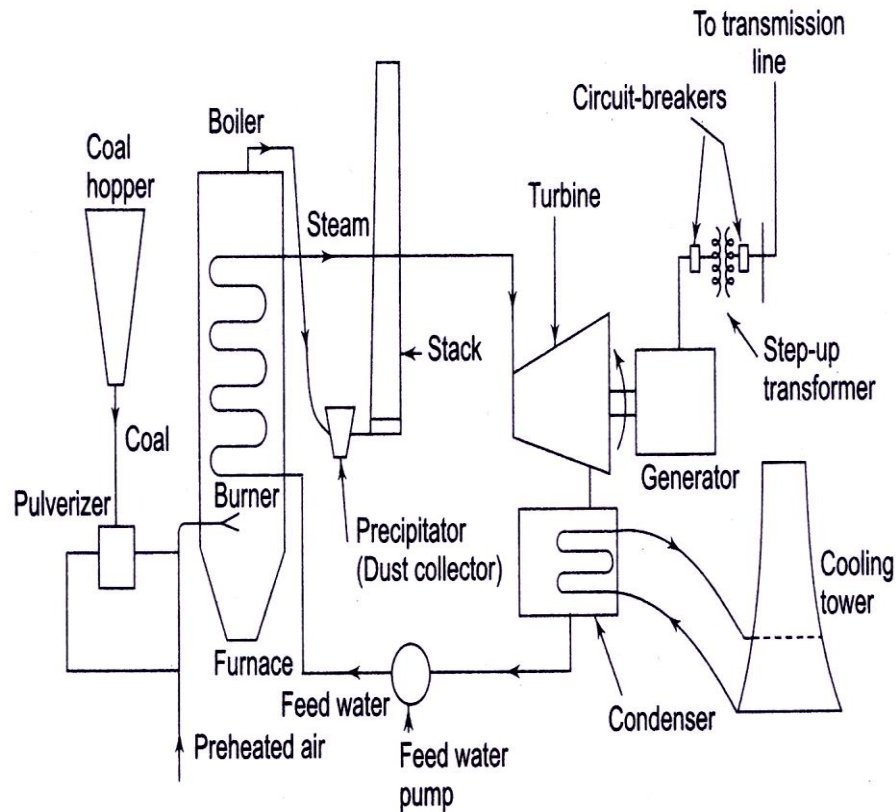 To transmission
line
Circuit-breakers
Boiler
Coal
hopper
Turbine
Steam
Stack
Step-up
transformer
Coal
Generator
Pulverizer
Burner
Precipitator
(Dust collector)
Cooling
tower
Furnace
Feed water
Condenser
Preheated air
Feed water
pump